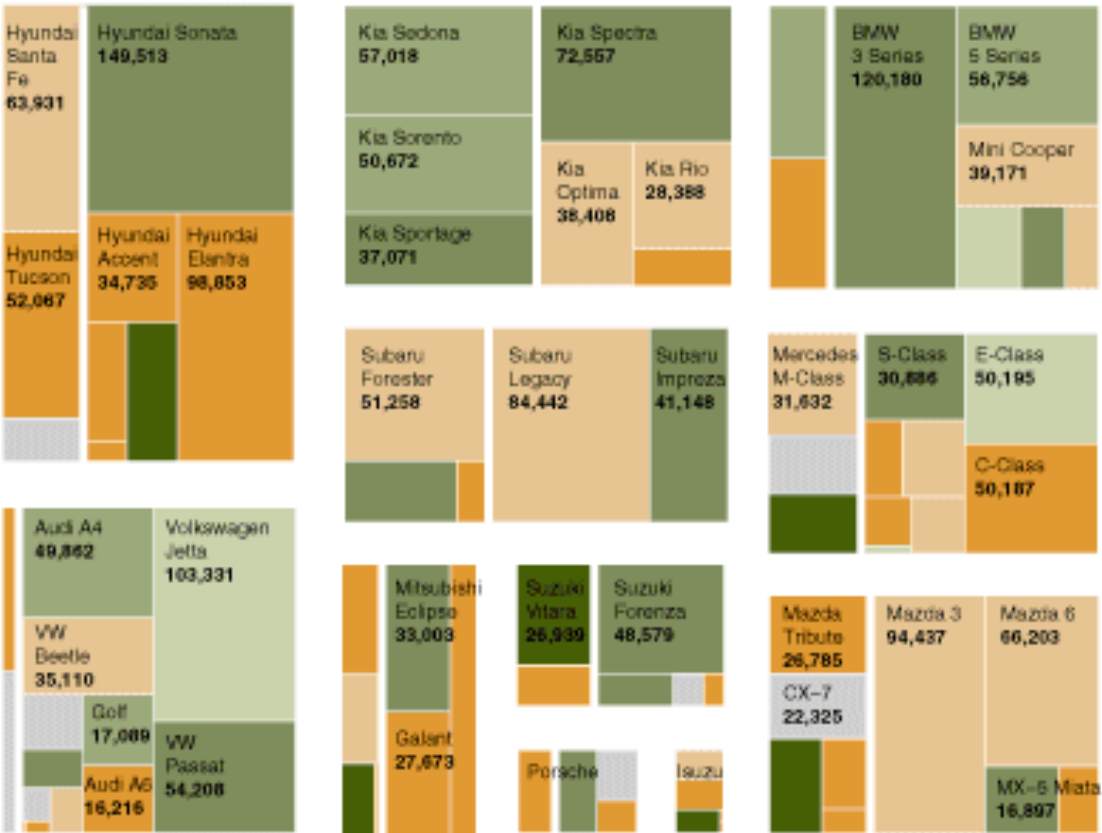 Hyundai
Santa
Fe
63,931
Hyundai Sonata
149,513
Hyundai
Tucson
52,067
Hyundai
Accent
34,735
Hyundai
Elantra
98,853
Kia Sedona
57,018
Kia Spectra
72,557
Kia Sorento
50,672
Kia Sportage
37,071
Kia
Optima
38,408
Kia Rio
28,388
BMW
3 Series
120,180
BMW
5 Series
56,756
Mini Cooper
39,171
Subaru
Forester
51,258
Subaru
Legacy
84,442
Subaru
Impreza
41,148
Mercedes
M-Class
31,632
S-Class
30,886
E-Class
50,195
C-Class
50,187
Audi A4
49,862
Volkswagen
Jetta
103,331
VW
Beetle
35,110
Golf
17,089
VW
Passat
54,208
Audi A6
16,216
Mitsubishi
Eclipse
33,003
Galant
27,673
Suzuki
Vitara
26,939
Suzuki
Forenza
48,579
Porsche
Isuzu
Mazda
Tribute
26,785
CX-7
22,325
Mazda 3
94,437
Mazda 6
66,203
MX-5 Miata
16,897